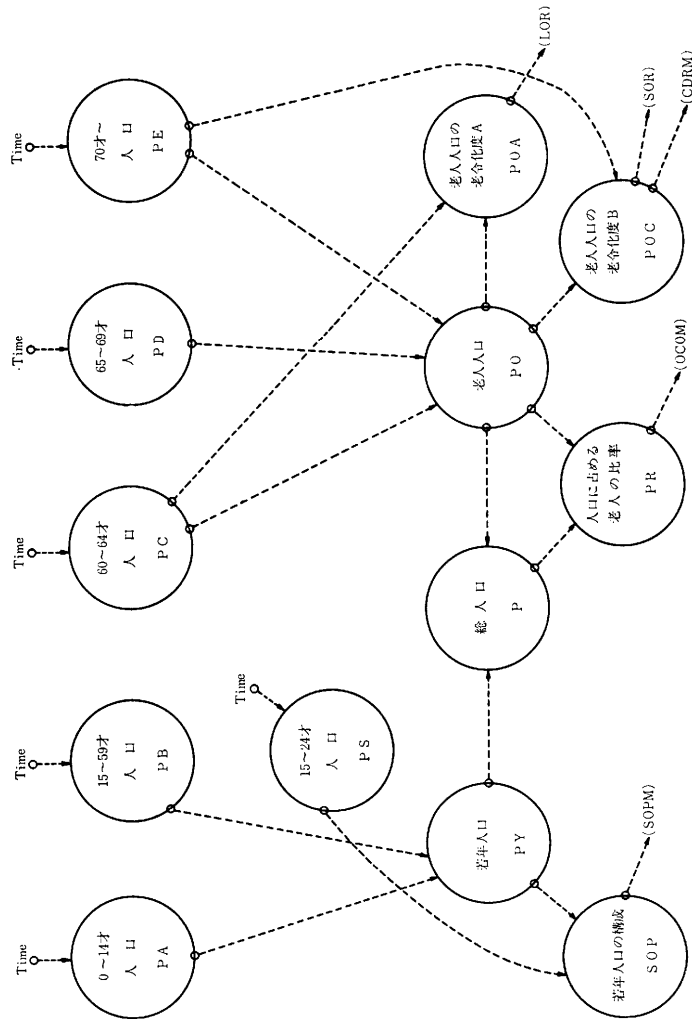 Time
0～14才
人口
PA
Time
15～59才
人口
PB
Time
15～24才
人口
PS
Time
60～64才
人口
PC
Time
65～69才
人口
PD
Time
70才～
人口
PE
若年人口
PY
総人口
P
老人人口
PO
老人人口の
老令化度A
POA
(LOR)
若年人口の構成
SOP
(SOPM)
人口に占める
老人の比率
PR
(OCOM)
老人人口の
老令化度B
POC
(SOR)
(CDRM)